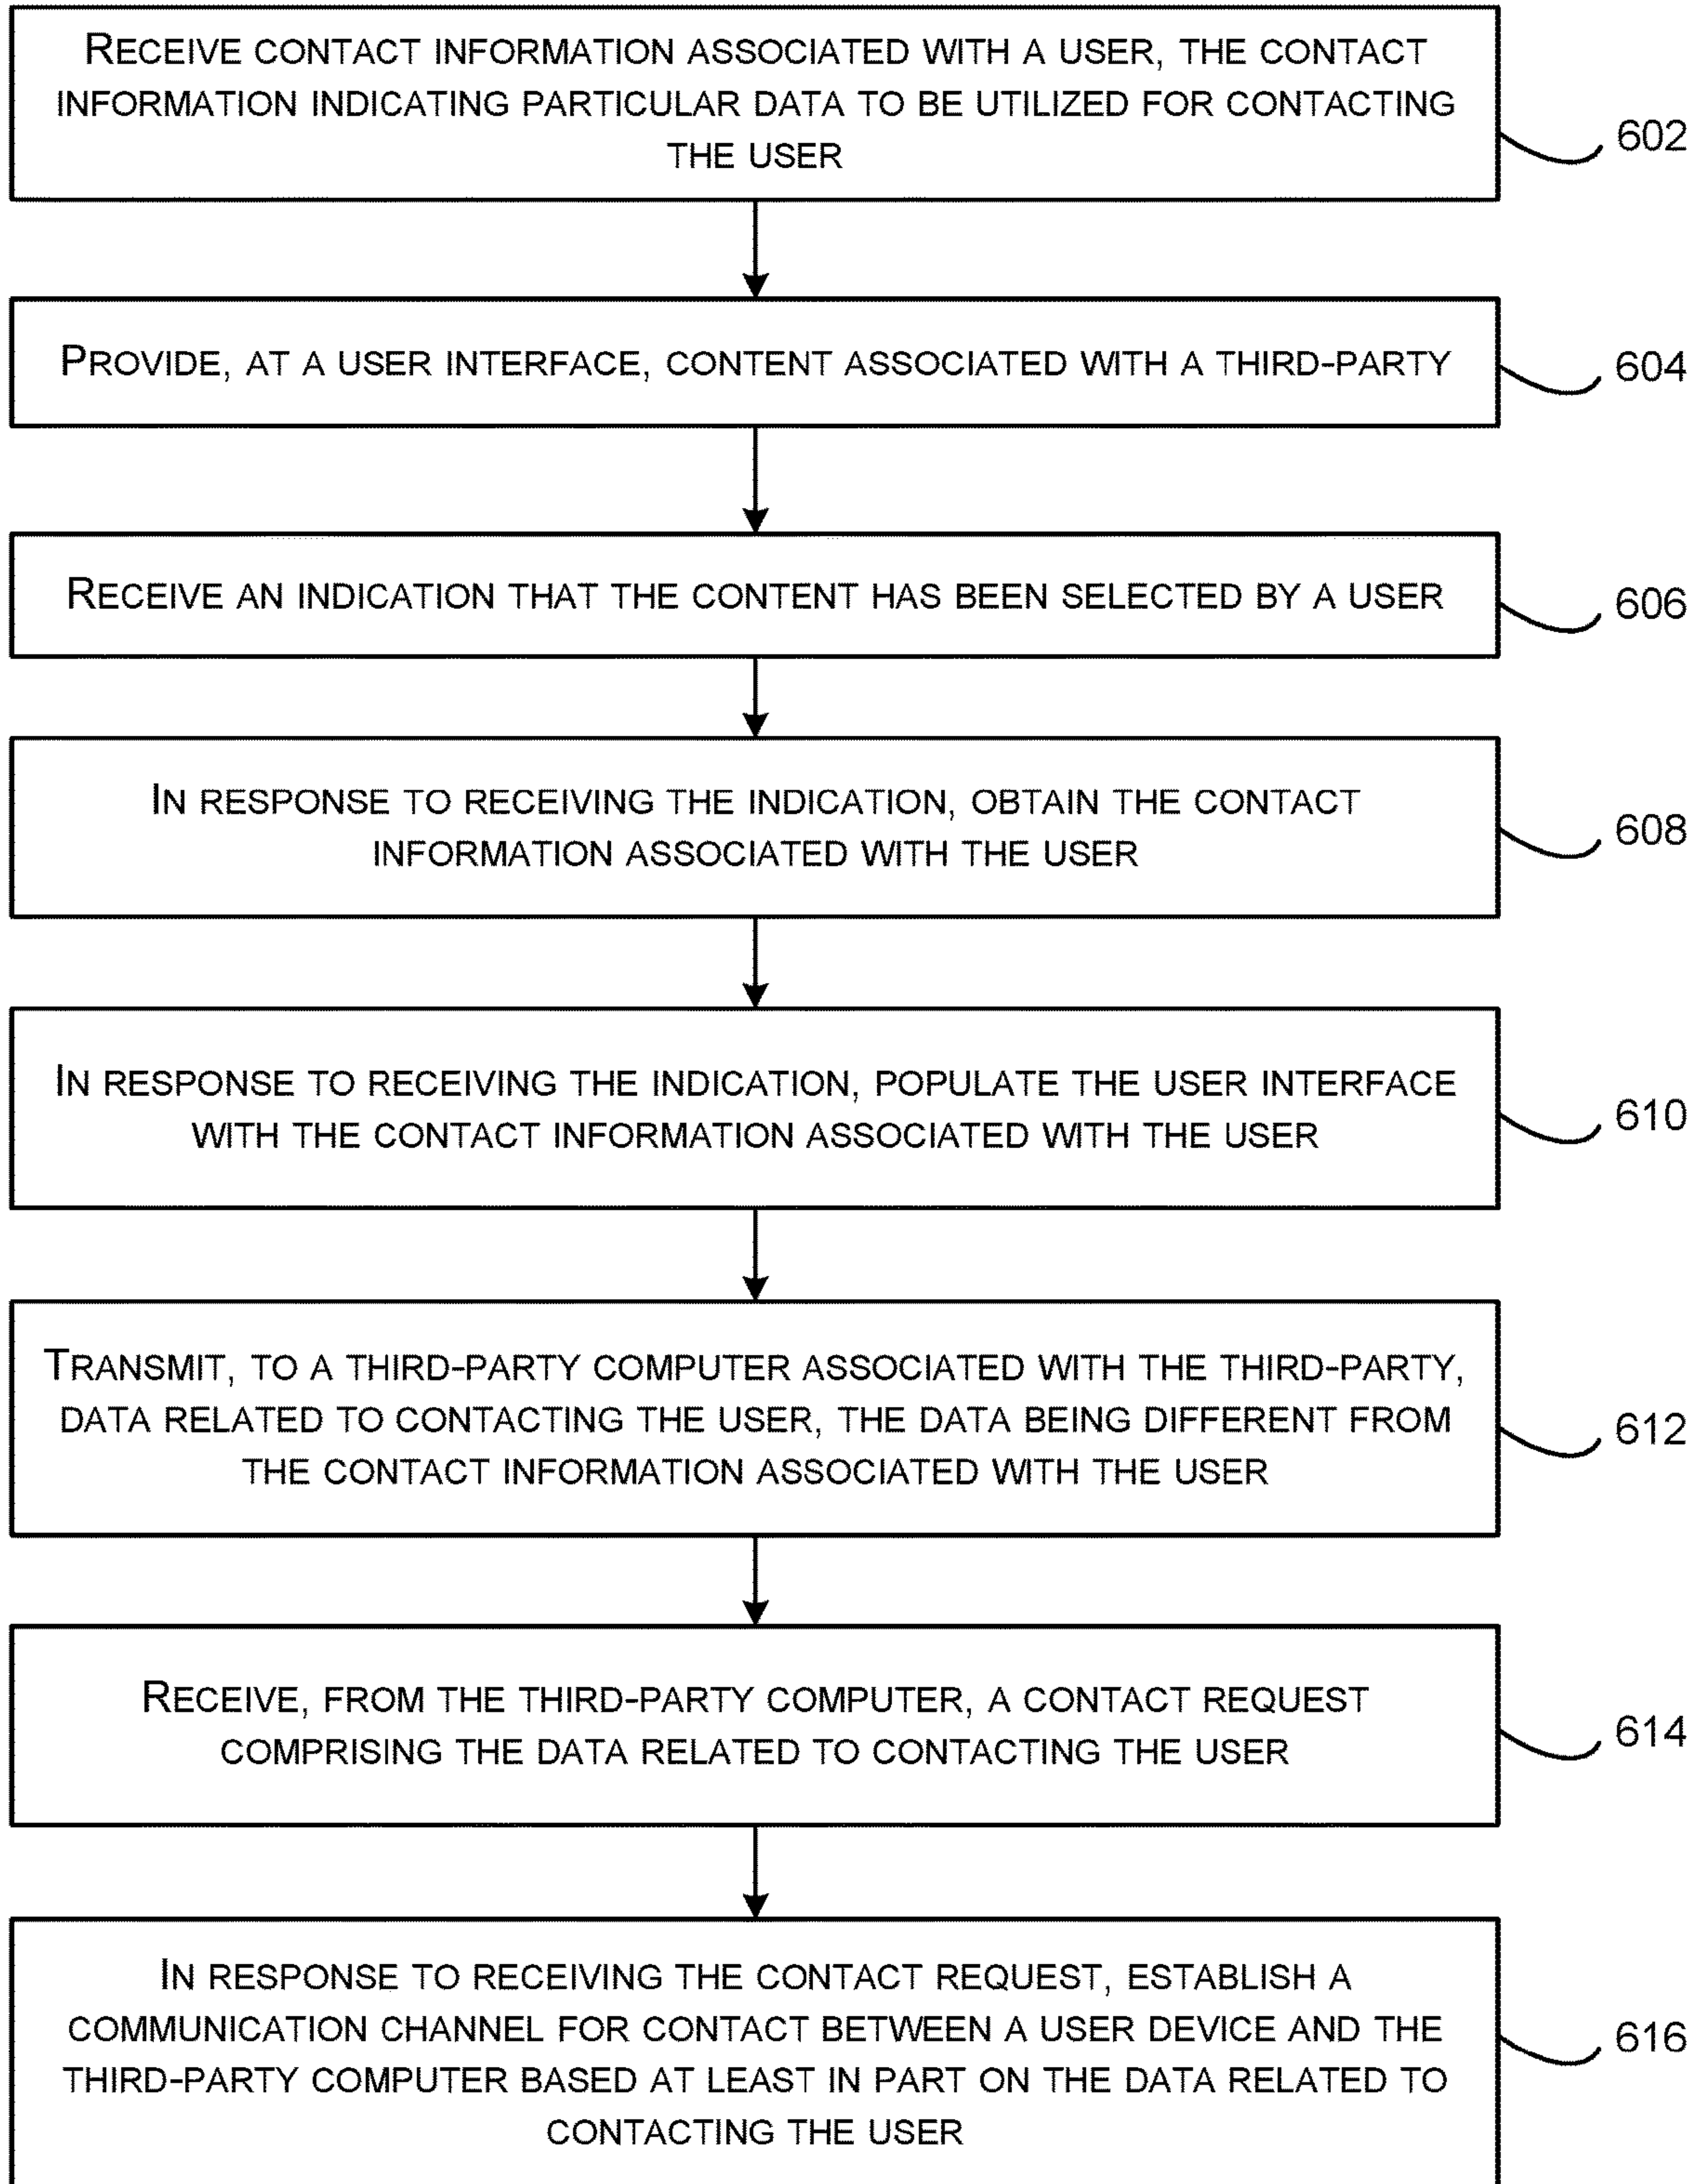 RECEIVE CONTACT INFORMATION ASSOCIATED WITH A USER, THE CONTACT
INFORMATION INDICATING PARTICULAR DATA TO BE UTILIZED FOR CONTACTING
THE USER
602
PROVIDE, AT A USER INTERFACE, CONTENT ASSOCIATED WITH A THIRD-PARTY
604
RECEIVE AN INDICATION THAT THE CONTENT HAS BEEN SELECTED BY A USER
606
IN RESPONSE TO RECEIVING THE INDICATION, OBTAIN THE CONTACT
INFORMATION ASSOCIATED WITH THE USER
608
IN RESPONSE TO RECEIVING THE INDICATION, POPULATE THE USER INTERFACE
WITH THE CONTACT INFORMATION ASSOCIATED WITH THE USER
610
TRANSMIT, TO A THIRD-PARTY COMPUTER ASSOCIATED WITH THE THIRD-PARTY,
DATA RELATED TO CONTACTING THE USER, THE DATA BEING DIFFERENT FROM
THE CONTACT INFORMATION ASSOCIATED WITH THE USER
612
RECEIVE, FROM THE THIRD-PARTY COMPUTER, A CONTACT REQUEST
COMPRISING THE DATA RELATED TO CONTACTING THE USER
614
IN RESPONSE TO RECEIVING THE CONTACT REQUEST, ESTABLISH A
COMMUNICATION CHANNEL FOR CONTACT BETWEEN A USER DEVICE AND THE
THIRD-PARTY COMPUTER BASED AT LEAST IN PART ON THE DATA RELATED TO
CONTACTING THE USER
616